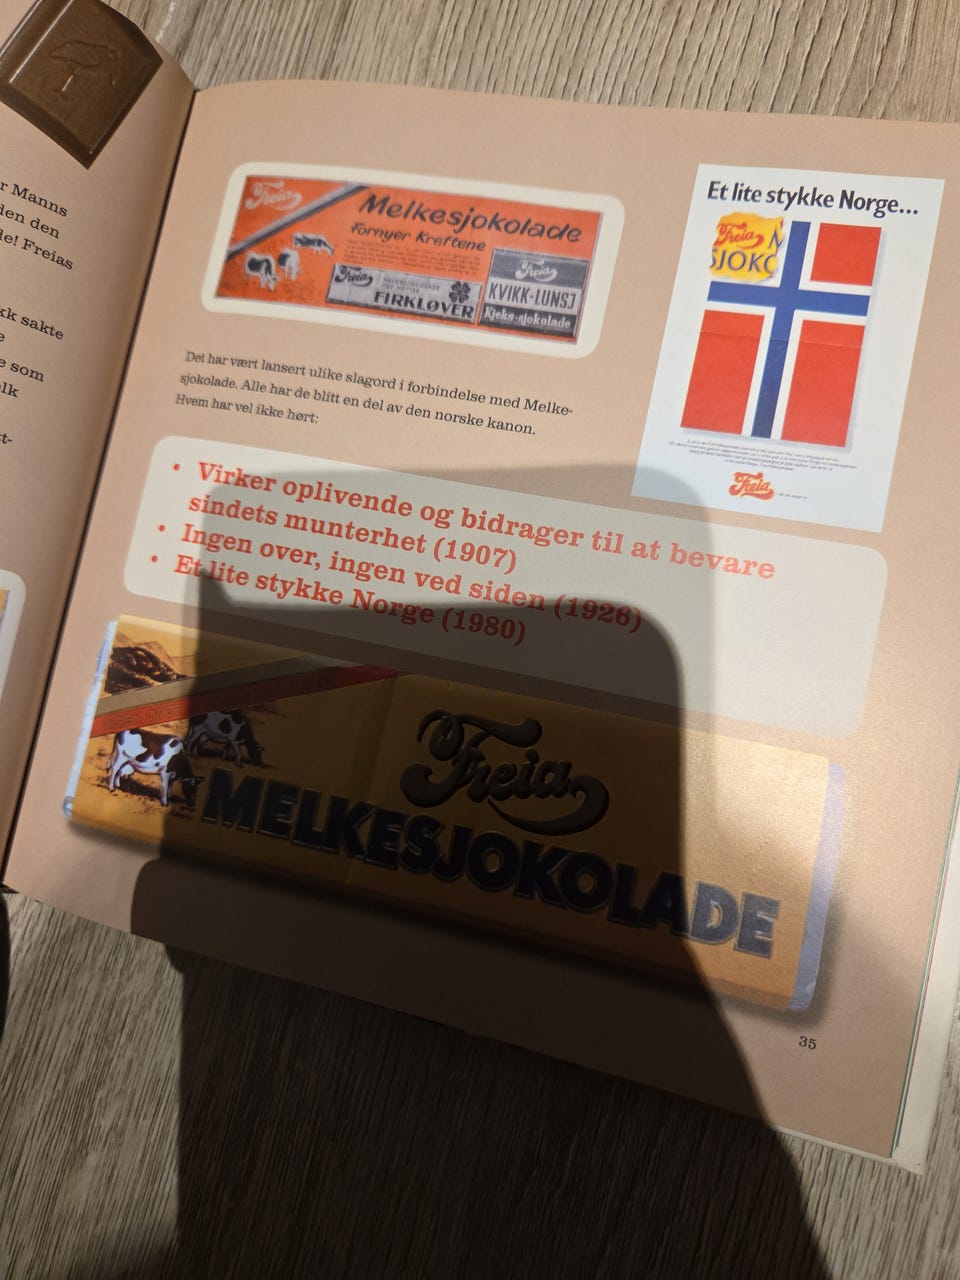 r Manns
den den
le! Freias
kk sakte
e
e som
lk
t-
Freia
Melkesjokolade
Fornyer Kreftene
Freia
MELKESJOKOLADE
FIRKLØVER
Freia
KVIKK-LUNSJ
Kjeks-sjokolade
Et lite stykke Norge...
Freia M
SJOKO
Freia
Det har vært lansert ulike slagord i forbindelse med Melke-
sjokolade. Alle har de blitt en del av den norske kanon.
Hvem har vel ikke hørt:
• Virker oplivende og bidrager til at bevare
sindets munterhet (1907)
• Ingen over, ingen ved siden (1926)
• Et lite stykke Norge (1980)
Freia
MELKESJOKOLADE
35